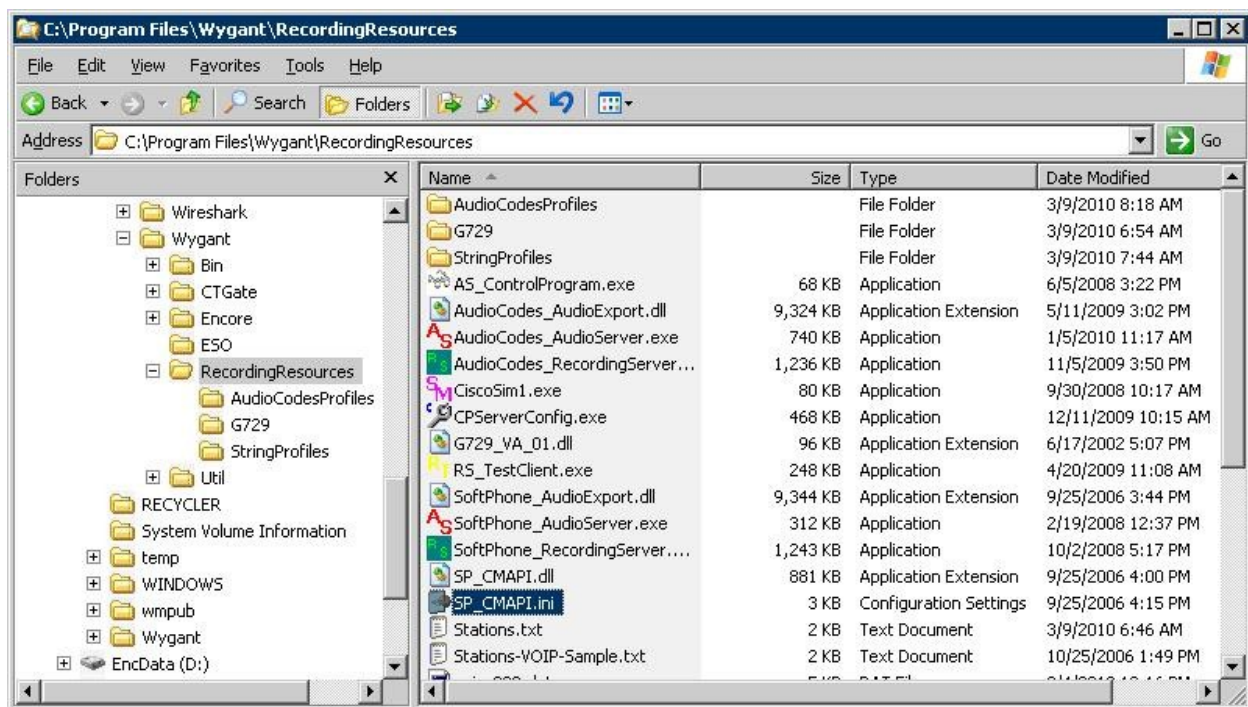 C:\Program Files\Wygant\RecordingResources
File Edit View Favorites Tools Help
Back Search Folders
Address C:\Program Files\Wygant\RecordingResources Go
Folders
Wireshark
Wygant
Bin
CTGate
Encore
ESO
RecordingResources
AudioCodesProfiles
G729
StringProfiles
Util
RECYCLER
System Volume Information
temp
WINDOWS
wmpub
Wygant
EncData (D:)
Name Size Type Date Modified
AudioCodesProfiles File Folder 3/9/2010 8:18 AM
G729 File Folder 3/9/2010 6:54 AM
StringProfiles File Folder 3/9/2010 7:44 AM
AS_ControlProgram.exe 68 KB Application 6/5/2008 3:22 PM
AudioCodes_AudioExport.dll 9,324 KB Application Extension 5/11/2009 3:02 PM
AudioCodes_AudioServer.exe 740 KB Application 1/5/2010 11:17 AM
AudioCodes_RecordingServer... 1,236 KB Application 11/5/2009 3:50 PM
CiscoSim1.exe 80 KB Application 9/30/2008 10:17 AM
CPServerConfig.exe 468 KB Application 12/11/2009 10:15 AM
G729_VA_01.dll 96 KB Application Extension 6/17/2002 5:07 PM
RS_TestClient.exe 248 KB Application 4/20/2009 11:08 AM
SoftPhone_AudioExport.dll 9,344 KB Application Extension 9/25/2006 3:44 PM
SoftPhone_AudioServer.exe 312 KB Application 2/19/2008 12:37 PM
SoftPhone_RecordingServer.... 1,243 KB Application 10/2/2008 5:17 PM
SP_CMAPI.dll 881 KB Application Extension 9/25/2006 4:00 PM
SP_CMAPI.ini 3 KB Configuration Settings 9/25/2006 4:15 PM
Stations.txt 2 KB Text Document 3/9/2010 6:46 AM
Stations-VOIP-Sample.txt 2 KB Text Document 10/25/2006 1:49 PM